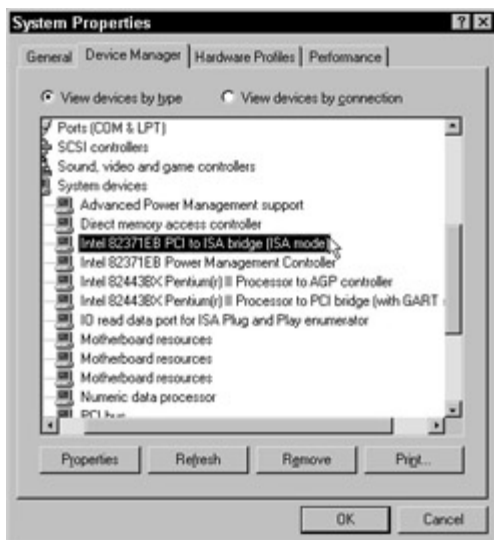 System Properties
General Device Manager Hardware Profiles Performance
View devices by type View devices by connection
Ports (COM & LPT)
SCSI controllers
Sound, video and game controllers
System devices
Advanced Power Management support
Direct memory access controller
Intel 82371EB PCI to ISA bridge (ISA mode)
Intel 82371EB Power Management Controller
Intel 82443BX Pentium(r) II Processor to AGP controller
Intel 82443BX Pentium(r) II Processor to PCI bridge (with GART
IO read data port for ISA Plug and Play enumerator
Motherboard resources
Motherboard resources
Motherboard resources
Numeric data processor
PCI bus
Properties Refresh Remove Print...
OK Cancel